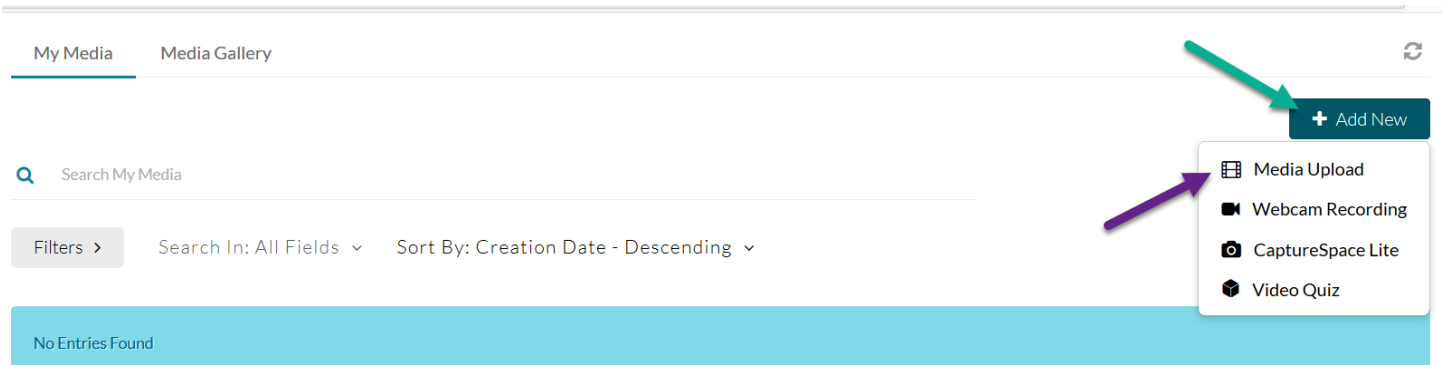 My Media Media Gallery
+ Add New
Search My Media
Media Upload
Webcam Recording
Filters > Search In: All Fields Sort By: Creation Date - Descending
CaptureSpace Lite
Video Quiz
No Entries Found